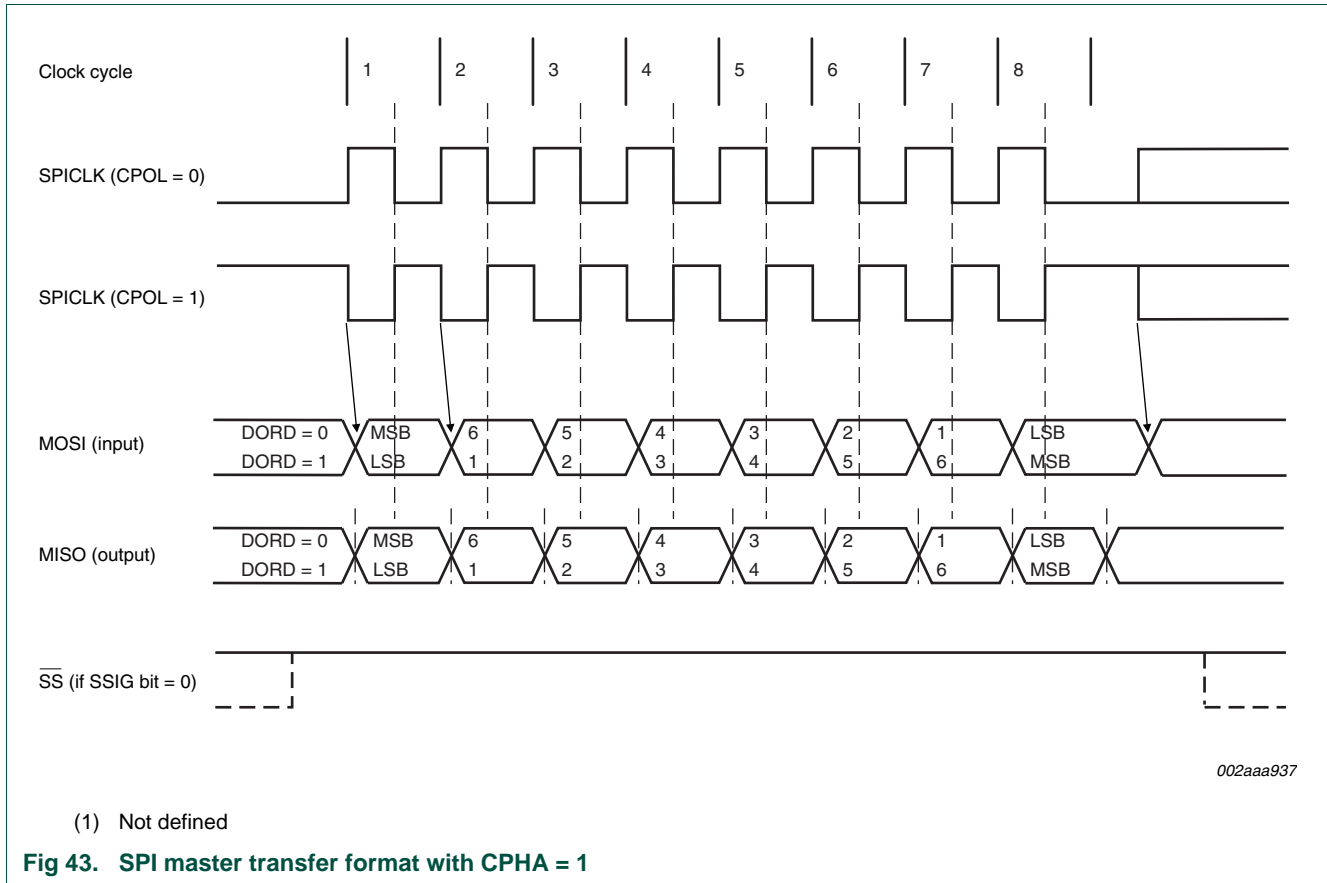 Clock cycle 1 2 3 4 5 6 7 8
SPICLK (CPOL = 0)
SPICLK (CPOL = 1)
DORD = 0 MSB 6 5 4 3 2 1 LSB
MOSI (input)
DORD = 1 LSB 1 2 3 4 5 6 MSB
DORD = 0 MSB 6 5 4 3 2 1 LSB
MISO (output)
DORD = 1 LSB 1 2 3 4 5 6 MSB
SS (if SSIG bit = 0)
002aaa937
(1) Not defined
Fig 43. SPI master transfer format with CPHA = 1